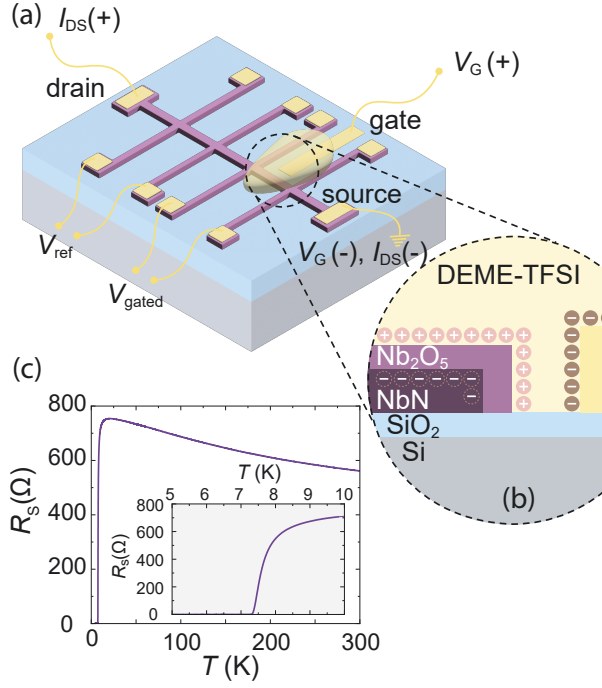 (a)
I_DS(+)
drain
V_G (+)
gate
source
V_ref
V_gated
V_G (-), I_DS(-)
DEME-TFSI
+ + + + + + + +
+
+
+
+
- - -
-
-
-
-
-
Nb₂O₅
- - - - - -
-
NbN
SiO₂
Si
(b)
(c)
800
600
400
200
0
R_s(Ω)
0 100 200 300
T (K)
T (K)
5 6 7 8 9 10
800
600
400
200
0
R_s(Ω)